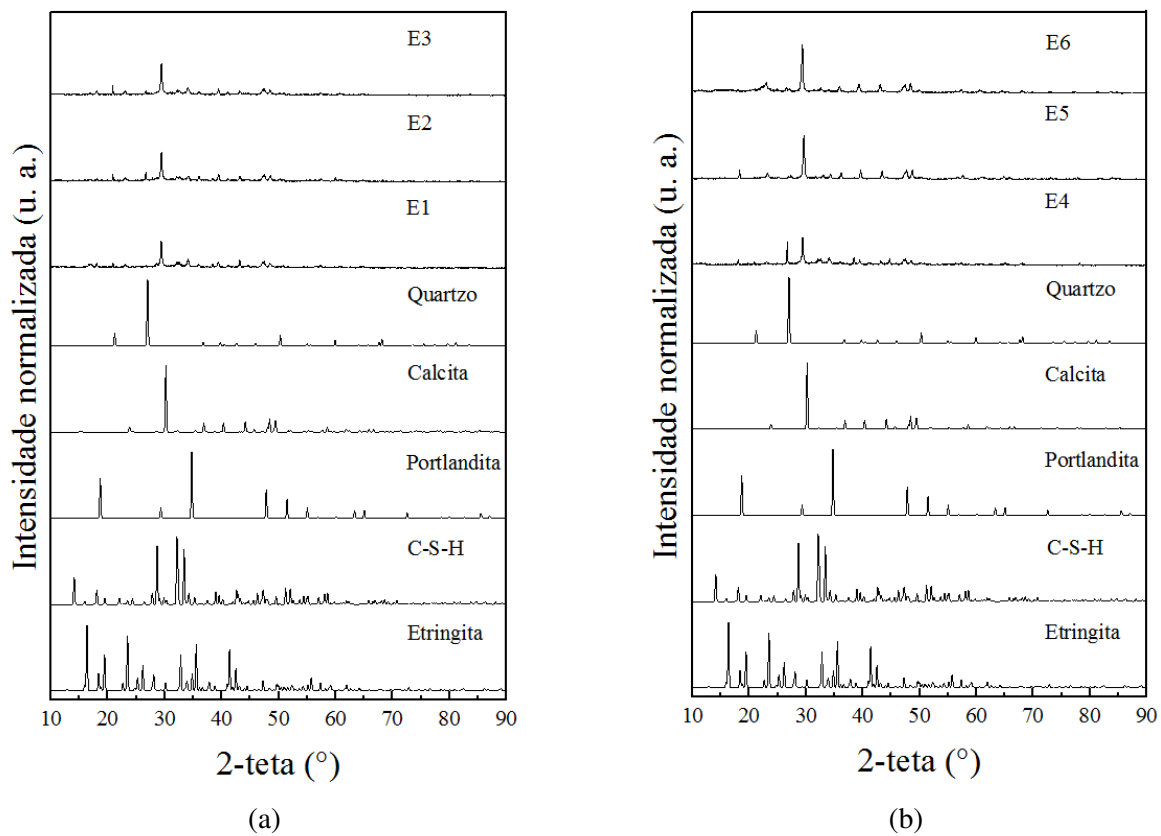 Intensidade normalizada (u. a.)
E3
E2
E1
Quartzo
Calcita
Portlandita
C-S-H
Etringita
10 20 30 40 50 60 70 80 90
2-teta (°)
(a)
Intensidade normalizada (u. a.)
E6
E5
E4
Quartzo
Calcita
Portlandita
C-S-H
Etringita
10 20 30 40 50 60 70 80 90
2-teta (°)
(b)